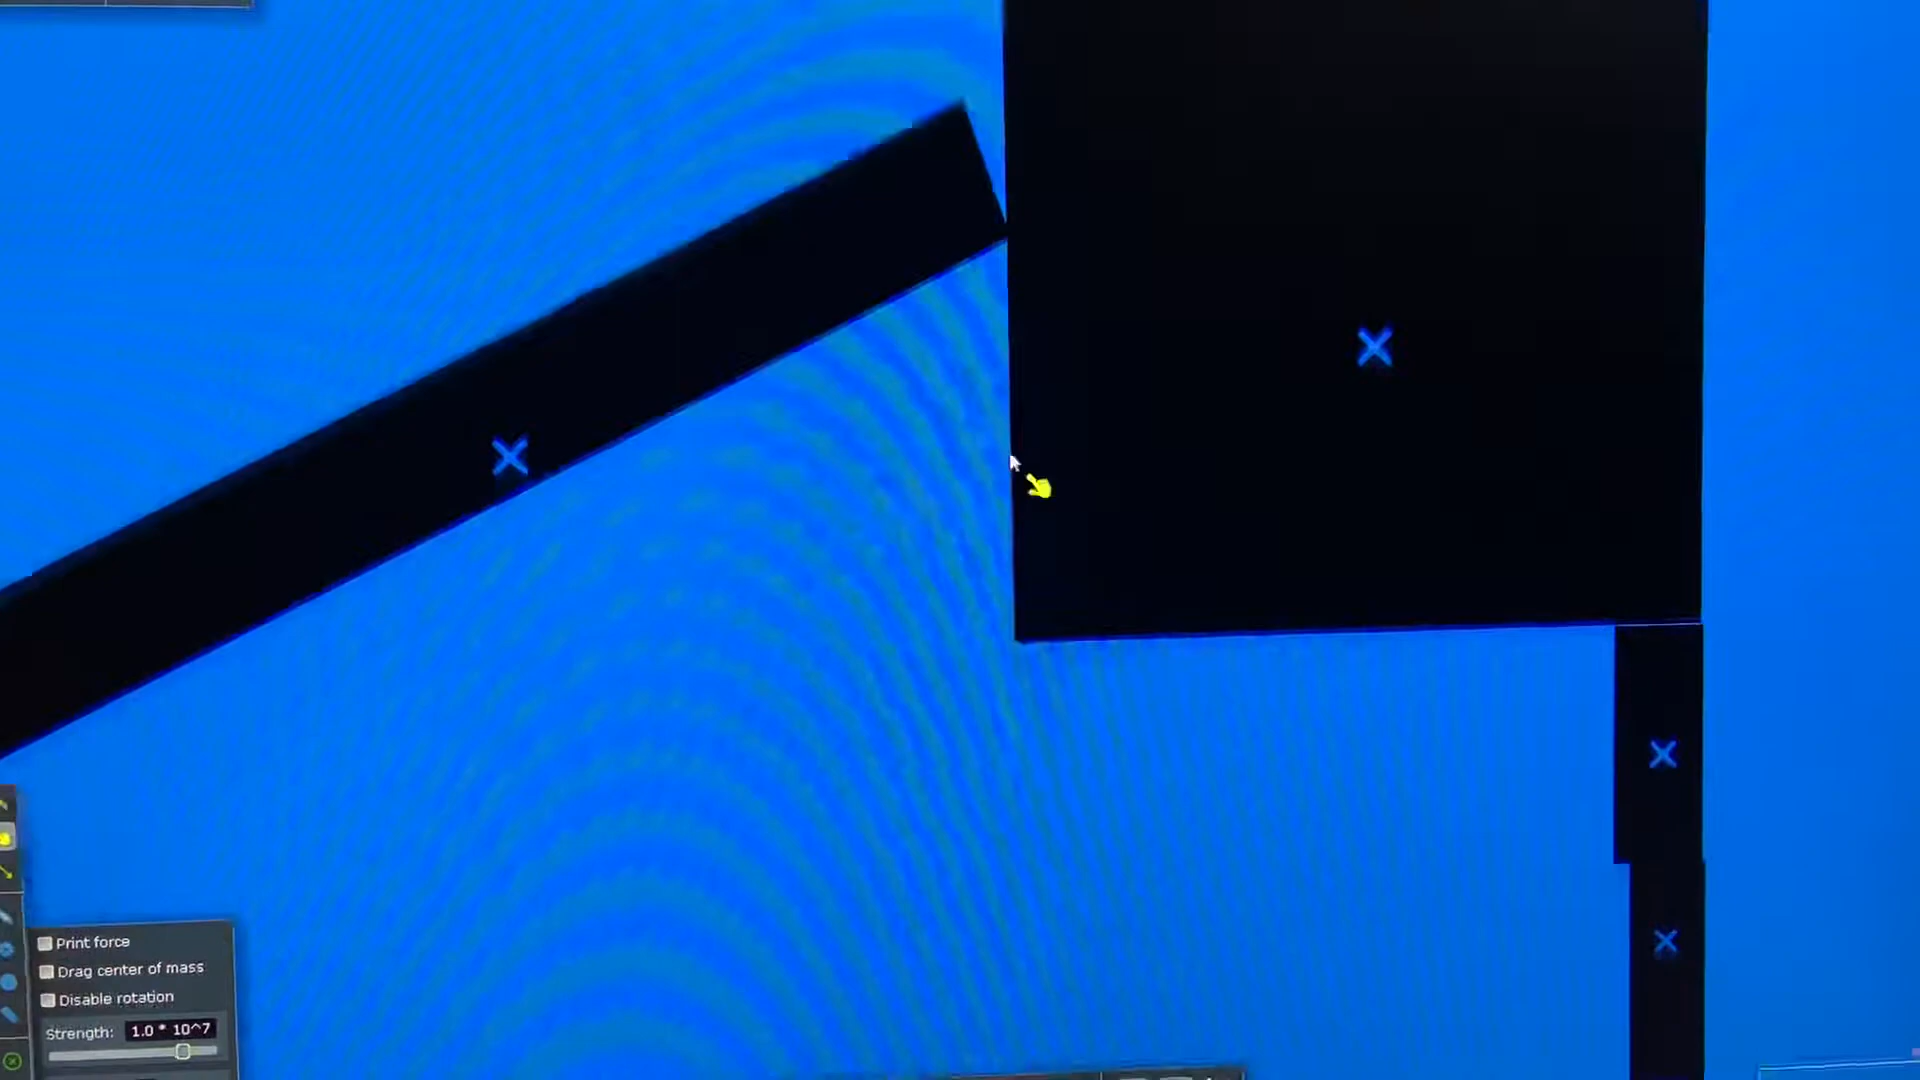 Print force
Drag center of mass
Disable rotation
Strength: 1.0 * 10^7